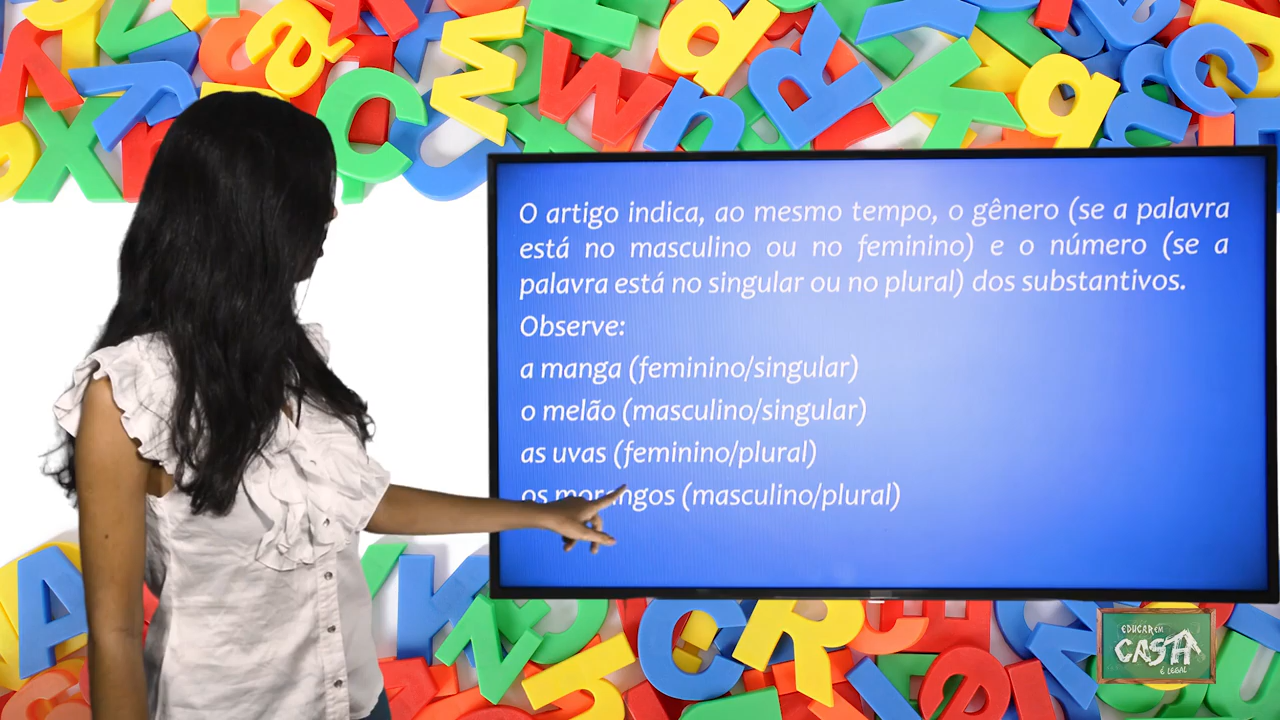 O artigo indica, ao mesmo tempo, o gênero (se a palavra
está no masculino ou no feminino) e o número (se a
palavra está no singular ou no plural) dos substantivos.
Observe:
a manga (feminino/singular)
o melão (masculino/singular)
as uvas (feminino/plural)
os morangos (masculino/plural)
EDUCAR EM
CASA
É LEGAL